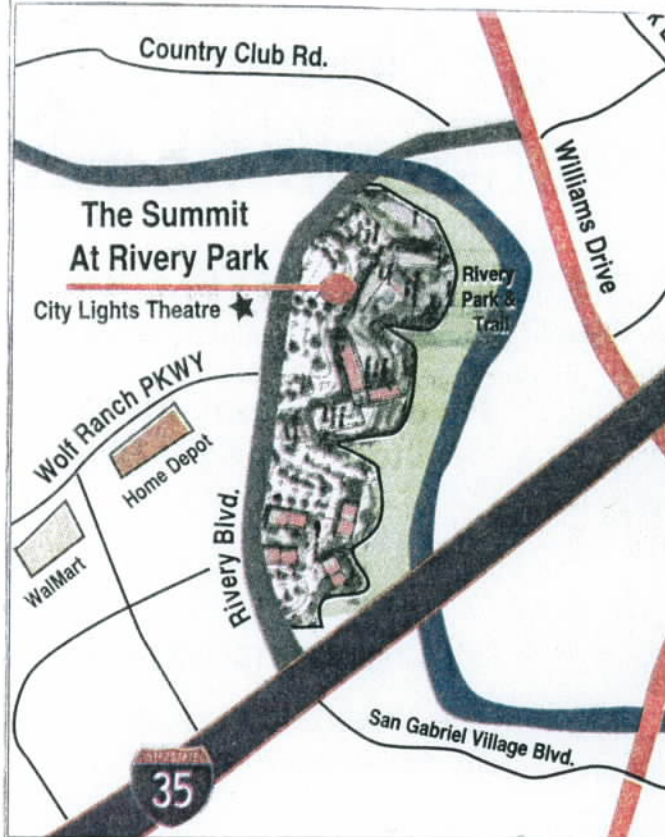 Country Club Rd.
Williams Drive
The Summit
At Rivery Park
City Lights Theatre
Rivery
Park &
Trail
Wolf Ranch PKWY
Home Depot
WalMart
Rivery Blvd.
San Gabriel Village Blvd.
INTERSTATE
35